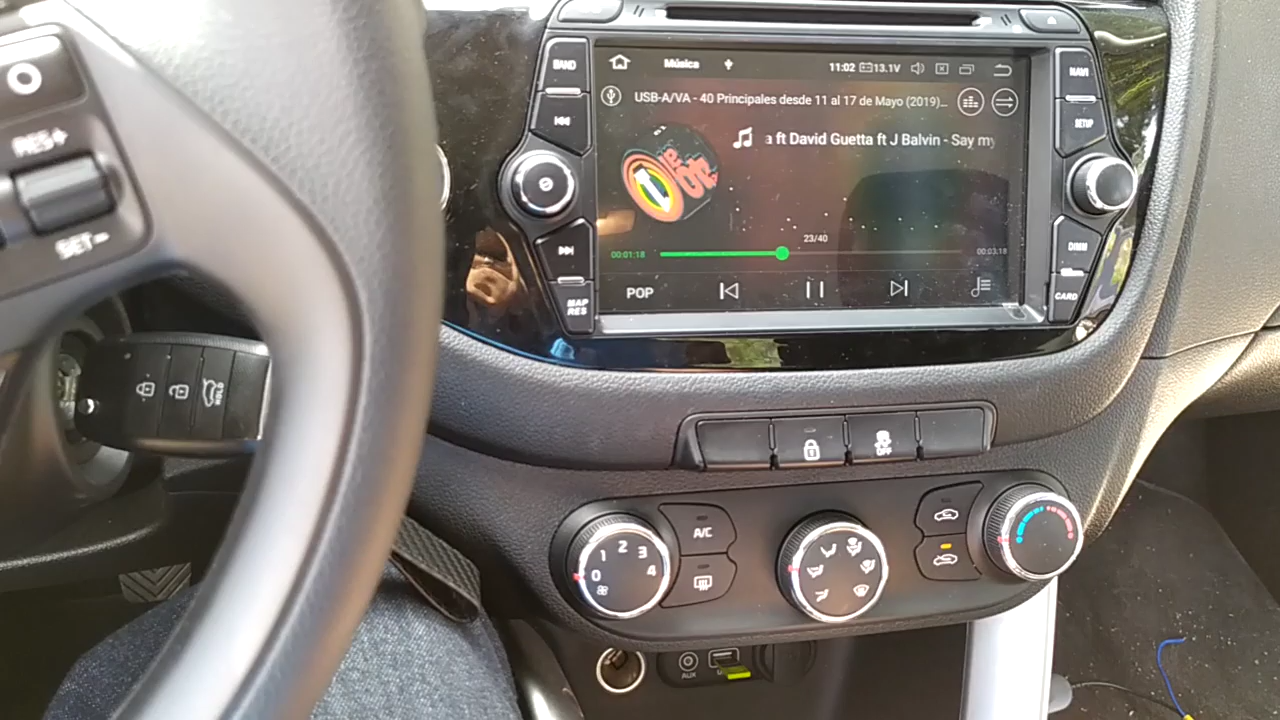 RES+
SET-
HOLD
BAND
MAP
RES
Música
11:02 13.1V
USB-A/VA - 40 Principales desde 11 al 17 de Mayo (2019)...
a ft David Guetta ft J Balvin - Say my
23/40
00:01:18
00:03:18
POP
NAVI
SETUP
DIMM
CARD
OFF
0 1 2 3 4
A/C
AUX